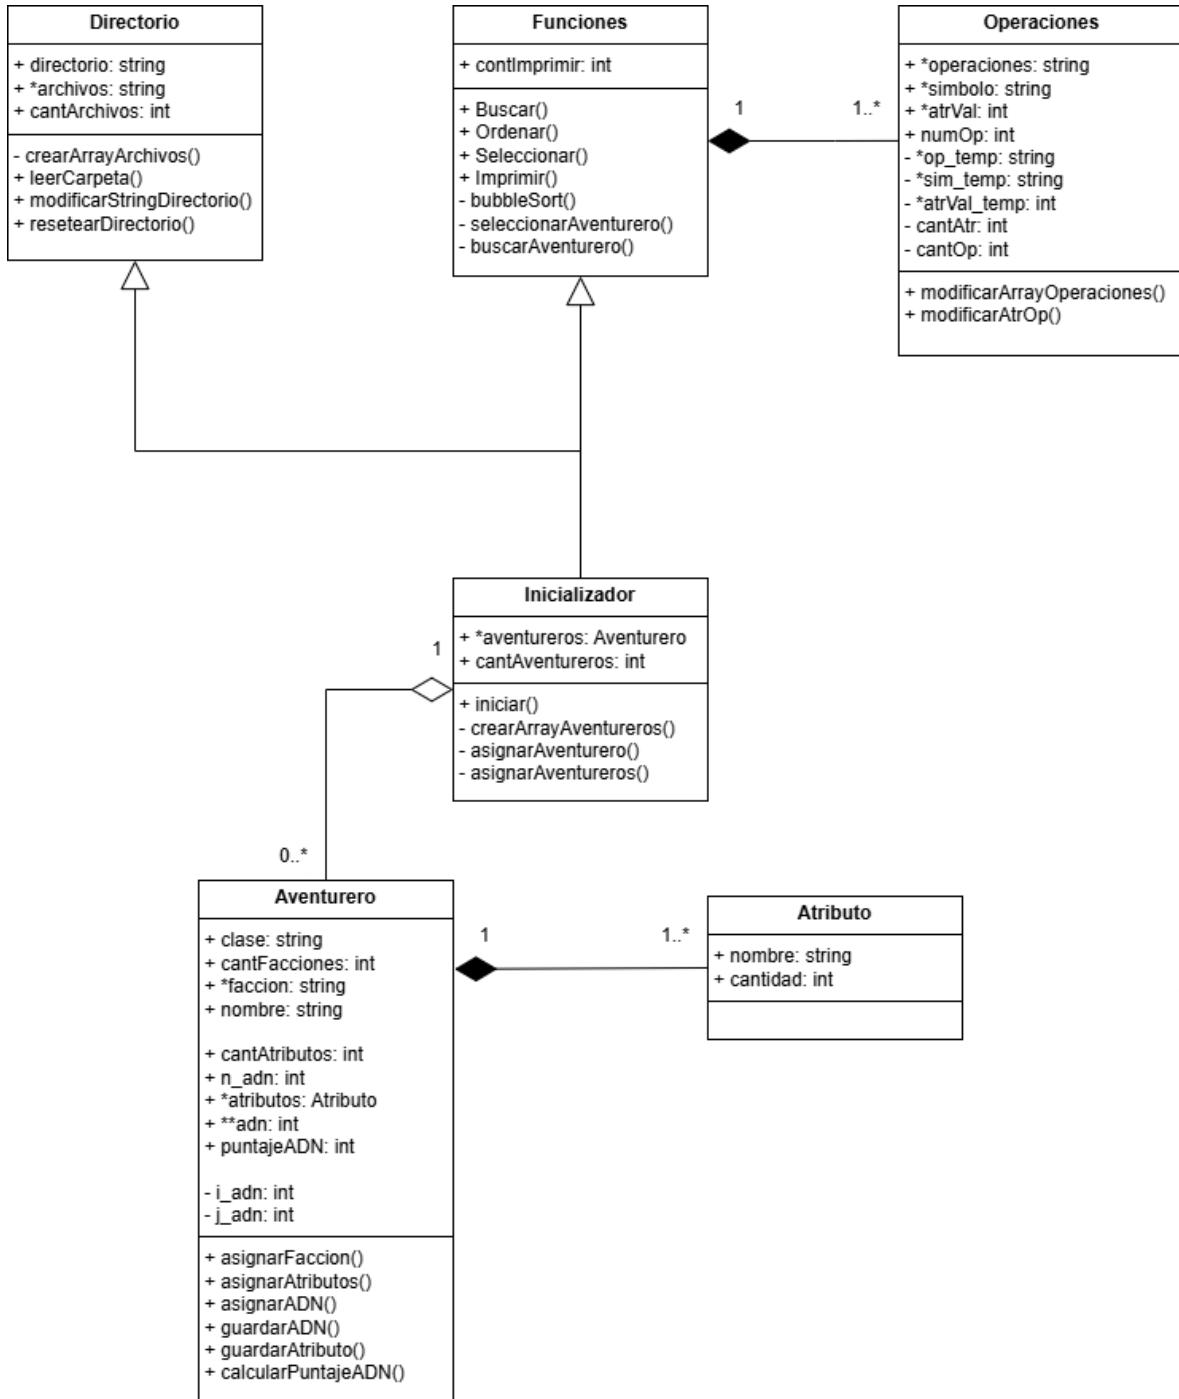 Directorio
+ directorio: string
+ *archivos: string
+ cantArchivos: int
- crearArrayArchivos()
+ leerCarpeta()
+ modificarStringDirectorio()
+ resetearDirectorio()
Funciones
+ contImprimir: int
+ Buscar()
+ Ordenar()
+ Seleccionar()
+ Imprimir()
- bubbleSort()
- seleccionarAventurero()
- buscarAventurero()
1
1..*
Operaciones
+ *operaciones: string
+ *simbolo: string
+ *atrVal: int
+ numOp: int
- *op_temp: string
- *sim_temp: string
- *atrVal_temp: int
- cantAtr: int
- cantOp: int
+ modificarArrayOperaciones()
+ modificarAtrOp()
Inicializador
+ *aventureros: Aventurero
+ cantAventureros: int
+ iniciar()
- crearArrayAventureros()
- asignarAventurero()
- asignarAventureros()
1
0..*
Aventurero
+ clase: string
+ cantFacciones: int
+ *faccion: string
+ nombre: string
+ cantAtributos: int
+ n_adn: int
+ *atributos: Atributo
+ **adn: int
+ puntajeADN: int
- i_adn: int
- j_adn: int
+ asignarFaccion()
+ asignarAtributos()
+ asignarADN()
+ guardarADN()
+ guardarAtributo()
+ calcularPuntajeADN()
1
1..*
Atributo
+ nombre: string
+ cantidad: int